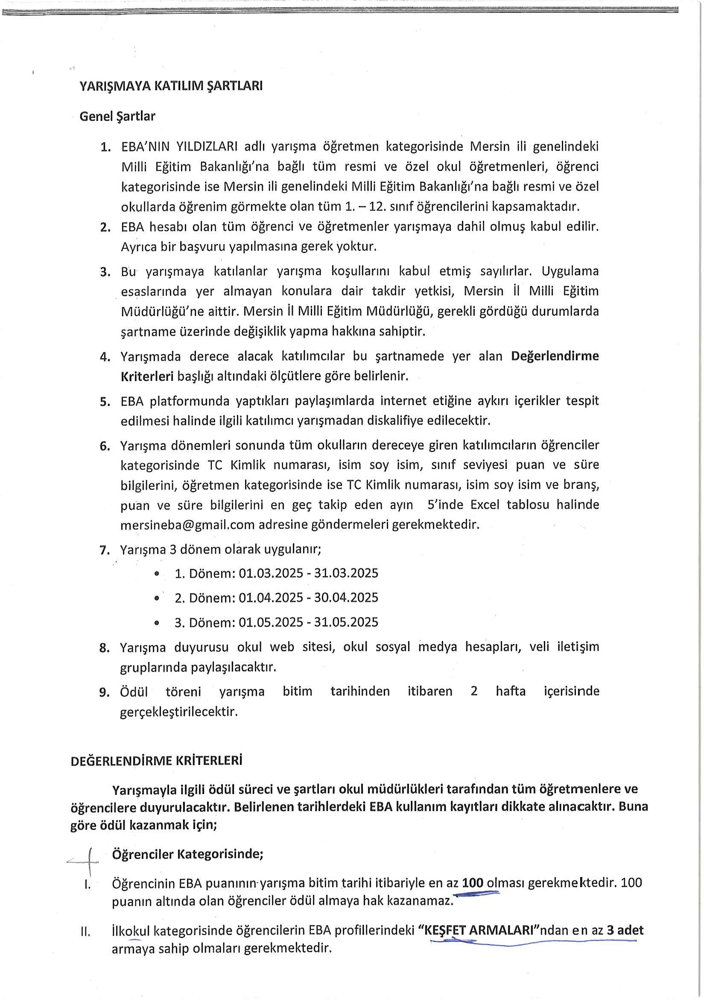 YARIŞMAYA KATILIM ŞARTLARI
Genel Şartlar
1. EBA'NIN YILDIZLARI adlı yarışma öğretmen kategorisinde Mersin ili genelindeki
Milli Eğitim Bakanlığı'na bağlı tüm resmi ve özel okul öğretmenleri, öğrenci
kategorisinde ise Mersin ili genelindeki Milli Eğitim Bakanlığı'na bağlı resmi ve özel
okullarda öğrenim görmekte olan tüm 1. – 12. sınıf öğrencilerini kapsamaktadır.
2. EBA hesabı olan tüm öğrenci ve öğretmenler yarışmaya dahil olmuş kabul edilir.
Ayrıca bir başvuru yapılmasına gerek yoktur.
3. Bu yarışmaya katılanlar yarışma koşullarını kabul etmiş sayılırlar. Uygulama
esaslarında yer almayan konulara dair takdir yetkisi, Mersin İl Milli Eğitim
Müdürlüğü'ne aittir. Mersin İl Milli Eğitim Müdürlüğü, gerekli gördüğü durumlarda
şartname üzerinde değişiklik yapma hakkına sahiptir.
4. Yarışmada derece alacak katılımcılar bu şartnamede yer alan Değerlendirme
Kriterleri başlığı altındaki ölçütlere göre belirlenir.
5. EBA platformunda yaptıkları paylaşımlarda internet etiğine aykırı içerikler tespit
edilmesi halinde ilgili katılımcı yarışmadan diskalifiye edilecektir.
6. Yarışma dönemleri sonunda tüm okulların dereceye giren katılımcıların öğrenciler
kategorisinde TC Kimlik numarası, isim soy isim, sınıf seviyesi puan ve süre
bilgilerini, öğretmen kategorisinde ise TC Kimlik numarası, isim soy isim ve branş,
puan ve süre bilgilerini en geç takip eden ayın 5'inde Excel tablosu halinde
mersineba@gmail.com adresine göndermeleri gerekmektedir.
7. Yarışma 3 dönem olarak uygulanır;
• 1. Dönem: 01.03.2025 - 31.03.2025
• 2. Dönem: 01.04.2025 - 30.04.2025
• 3. Dönem: 01.05.2025 - 31.05.2025
8. Yarışma duyurusu okul web sitesi, okul sosyal medya hesapları, veli iletişim
gruplarında paylaşılacaktır.
9. Ödül töreni yarışma bitim tarihinden itibaren 2 hafta içerisinde
gerçekleştirilecektir.
DEĞERLENDİRME KRİTERLERİ
Yarışmayla ilgili ödül süreci ve şartları okul müdürlükleri tarafından tüm öğretmenlere ve
öğrencilere duyurulacaktır. Belirlenen tarihlerdeki EBA kullanım kayıtları dikkate alınacaktır. Buna
göre ödül kazanmak için;
Öğrenciler Kategorisinde;
I. Öğrencinin EBA puanının yarışma bitim tarihi itibariyle en az 100 olması gerekmektedir. 100
puanın altında olan öğrenciler ödül almaya hak kazanamaz.
II. İlkokul kategorisinde öğrencilerin EBA profillerindeki “KEŞFET ARMALARI”ndan en az 3 adet
armaya sahip olmaları gerekmektedir.